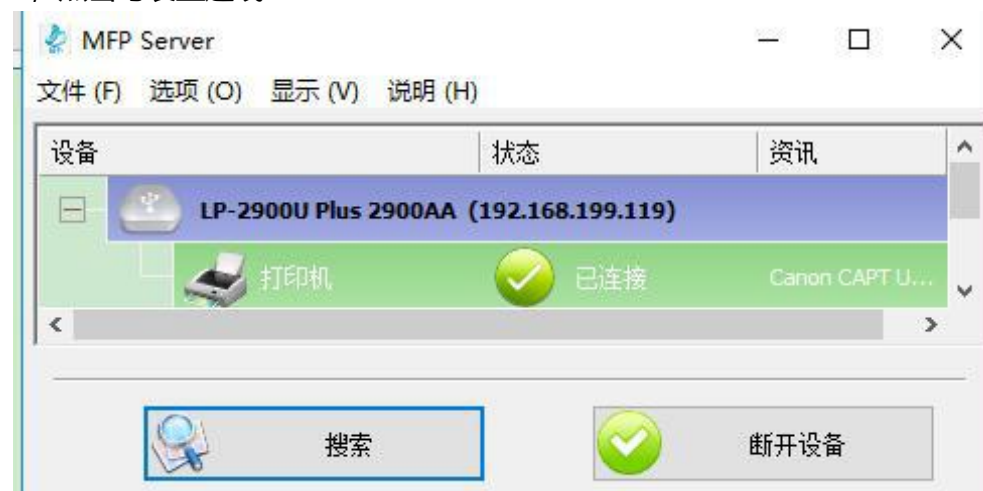 MFP Server
文件 (F) 选项 (O) 显示 (V) 说明 (H)
设备 状态 资讯
LP-2900U Plus 2900AA (192.168.199.119)
打印机 已连接 Canon CAPT U...
搜索 断开设备